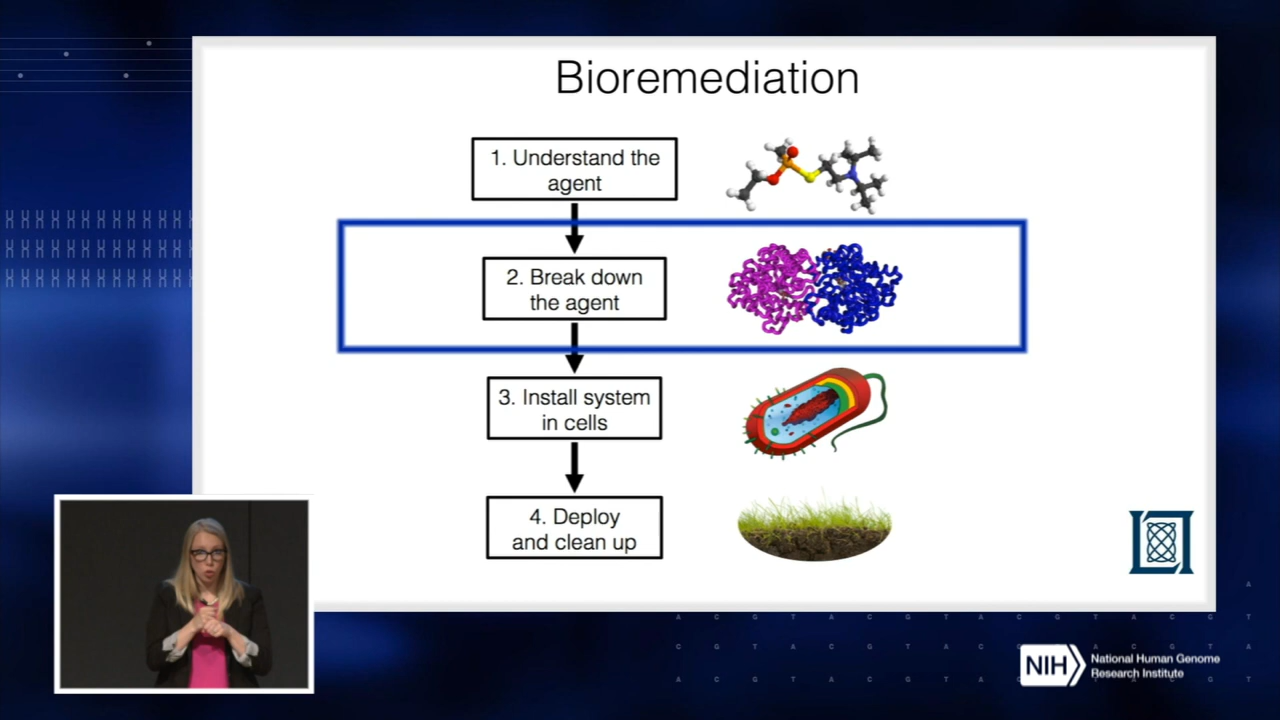 Bioremediation
1. Understand the
agent
2. Break down
the agent
3. Install system
in cells
4. Deploy
and clean up
A
A C G T A C G T A C G T A C G T
A C G T A C G T A C G T
A C G T A C G T A C G T
NIH
National Human Genome
Research Institute